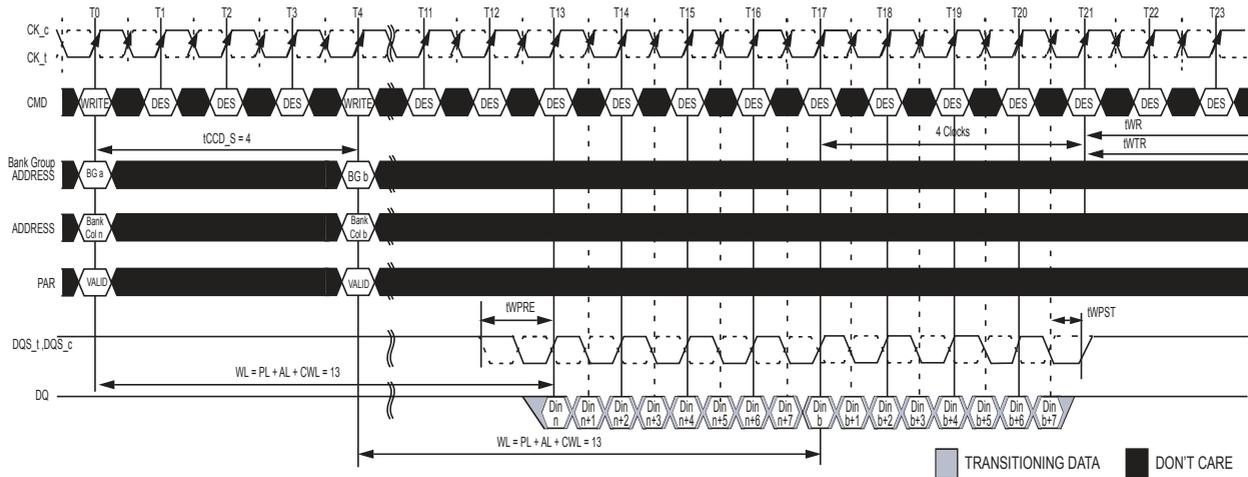 T0 T1 T2 T3 T4 T11 T12 T13 T14 T15 T16 T17 T18 T19 T20 T21 T22 T23
CK_c
CK_t
CMD WRITE DES DES DES WRITE DES DES DES DES DES DES DES DES DES DES DES DES DES
tCCD_S = 4
4 Clocks
tWR
tWTR
Bank Group
ADDRESS
BG a
BG b
ADDRESS
Bank
Col n
Bank
Col b
PAR
VALID
VALID
tWPRE
tWPST
DQS_t ,DQS_c
WL = PL + AL + CWL = 13
DQ
Din
n
Din
n+1
Din
n+2
Din
n+3
Din
n+4
Din
n+5
Din
n+6
Din
n+7
Din
b
Din
b+1
Din
b+2
Din
b+3
Din
b+4
Din
b+5
Din
b+6
Din
b+7
WL = PL + AL + CWL = 13
TRANSITIONING DATA
DON'T CARE